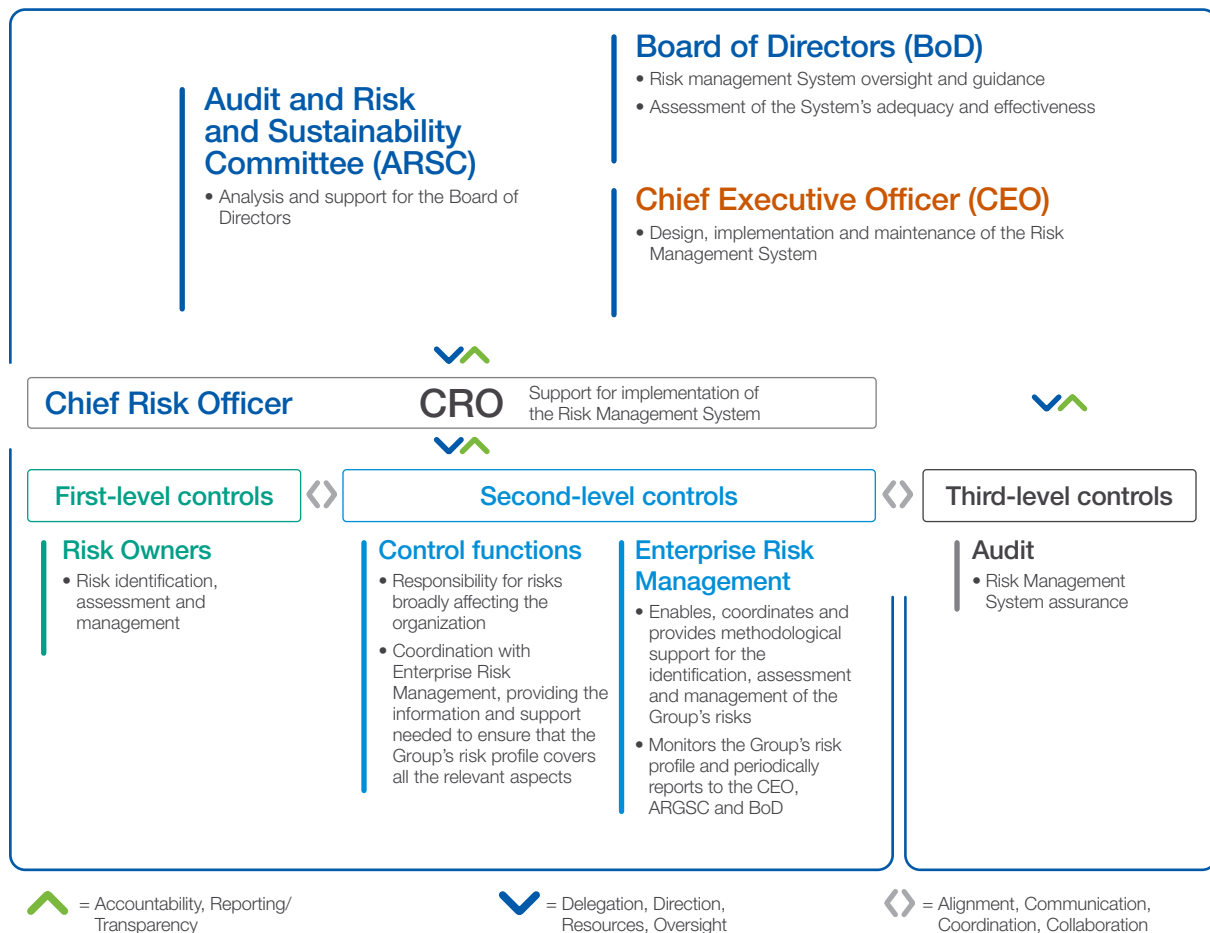 Audit and Risk
and Sustainability
Committee (ARSC)
• Analysis and support for the Board of
Directors
Board of Directors (BoD)
• Risk management System oversight and guidance
• Assessment of the System's adequacy and effectiveness
Chief Executive Officer (CEO)
• Design, implementation and maintenance of the Risk
Management System
Chief Risk Officer
CRO
Support for implementation of
the Risk Management System
First-level controls
Second-level controls
Third-level controls
Risk Owners
• Risk identification,
assessment and
management
Control functions
• Responsibility for risks
broadly affecting the
organization
• Coordination with
Enterprise Risk
Management, providing the
information and support
needed to ensure that the
Group's risk profile covers
all the relevant aspects
Enterprise Risk
Management
• Enables, coordinates and
provides methodological
support for the
identification, assessment
and management of the
Group's risks
• Monitors the Group's risk
profile and periodically
reports to the CEO,
ARGSC and BoD
Audit
• Risk Management
System assurance
= Accountability, Reporting/
Transparency
= Delegation, Direction,
Resources, Oversight
= Alignment, Communication,
Coordination, Collaboration